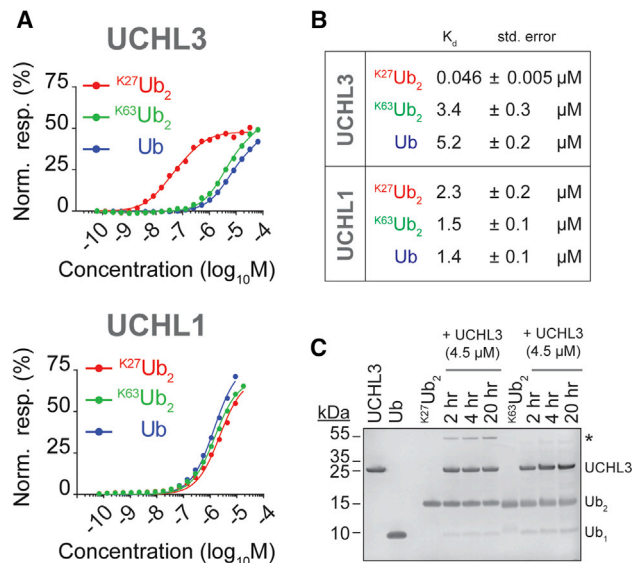 A
UCHL3
Norm. resp. (%)
75
50
25
0
K27Ub2
K63Ub2
Ub
-10 -9 -8 -7 -6 -5 -4
Concentration (log10M)
UCHL1
Norm. resp. (%)
75
50
25
0
K27Ub2
K63Ub2
Ub
-10 -9 -8 -7 -6 -5 -4
Concentration (log10M)
B
Kd std. error
UCHL3
K27Ub2 0.046 ± 0.005 µM
K63Ub2 3.4 ± 0.3 µM
Ub 5.2 ± 0.2 µM
UCHL1
K27Ub2 2.3 ± 0.2 µM
K63Ub2 1.5 ± 0.1 µM
Ub 1.4 ± 0.1 µM
C
+ UCHL3 + UCHL3
(4.5 µM) (4.5 µM)
kDa UCHL3 Ub K27Ub2 2 hr 4 hr 20 hr K63Ub2 2 hr 4 hr 20 hr
55 *
35
25 UCHL3
15 Ub2
10 Ub1